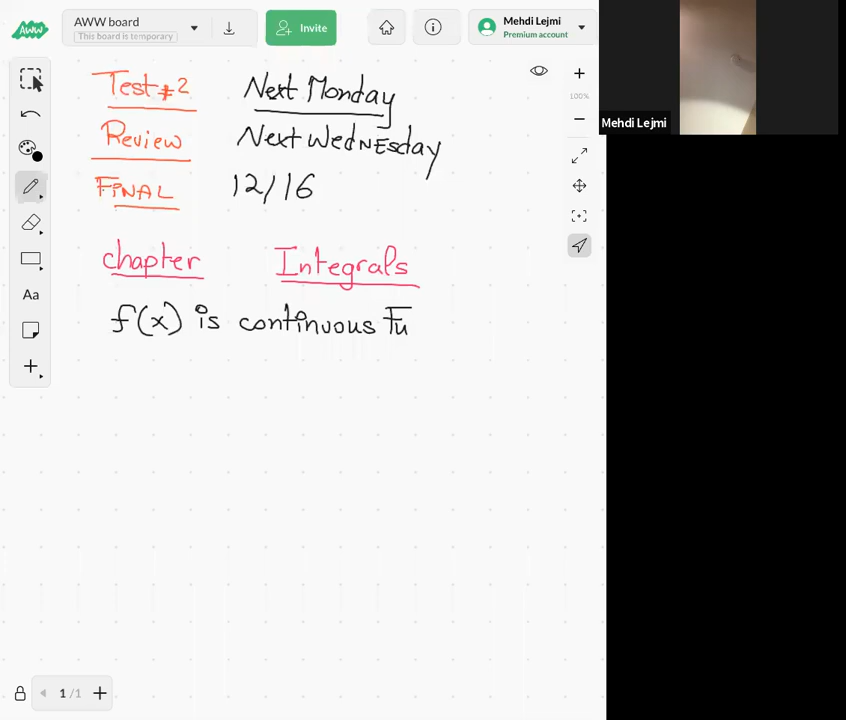 AWW
AWW board
This board is temporary
Invite
Mehdi Lejmi
Premium account
Mehdi Lejmi
100%
Test #2 Next Monday
Review Next WedNEsday
FiNAL 12/16
chapter Integrals
f(x) is continuous Fu
Aa
1 /1